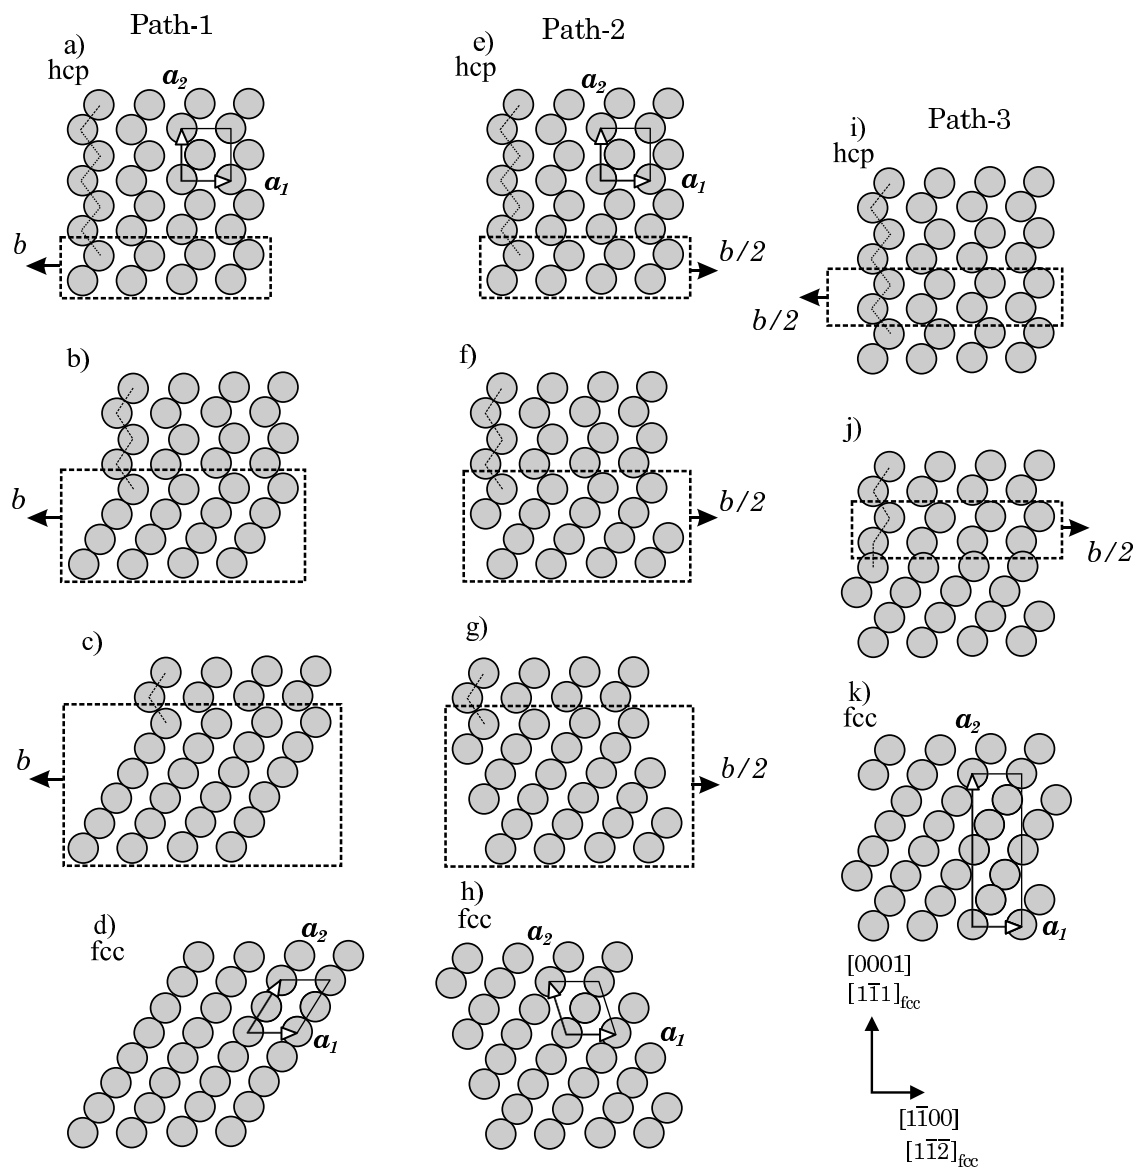 Path-1
a)
hcp
a₂
a₁
b
b)
b
c)
b
d)
fcc
a₂
a₁
Path-2
e)
hcp
a₂
a₁
b/2
f)
b/2
g)
b/2
h)
fcc
a₂
a₁
Path-3
i)
hcp
b/2
j)
b/2
k)
fcc
a₂
a₁
[0001]
[11̅1]fcc
[11̅00]
[11̅2̅]fcc